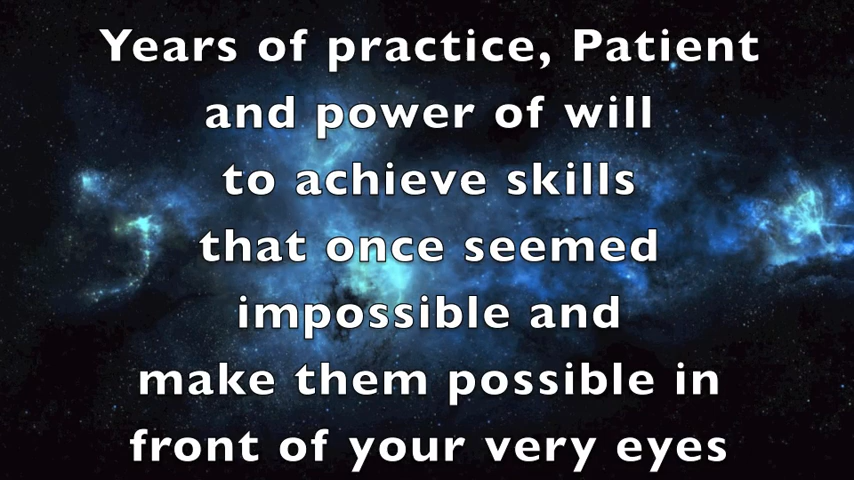 Years of practice, Patient
and power of will
to achieve skills
that once seemed
impossible and
make them possible in
front of your very eyes